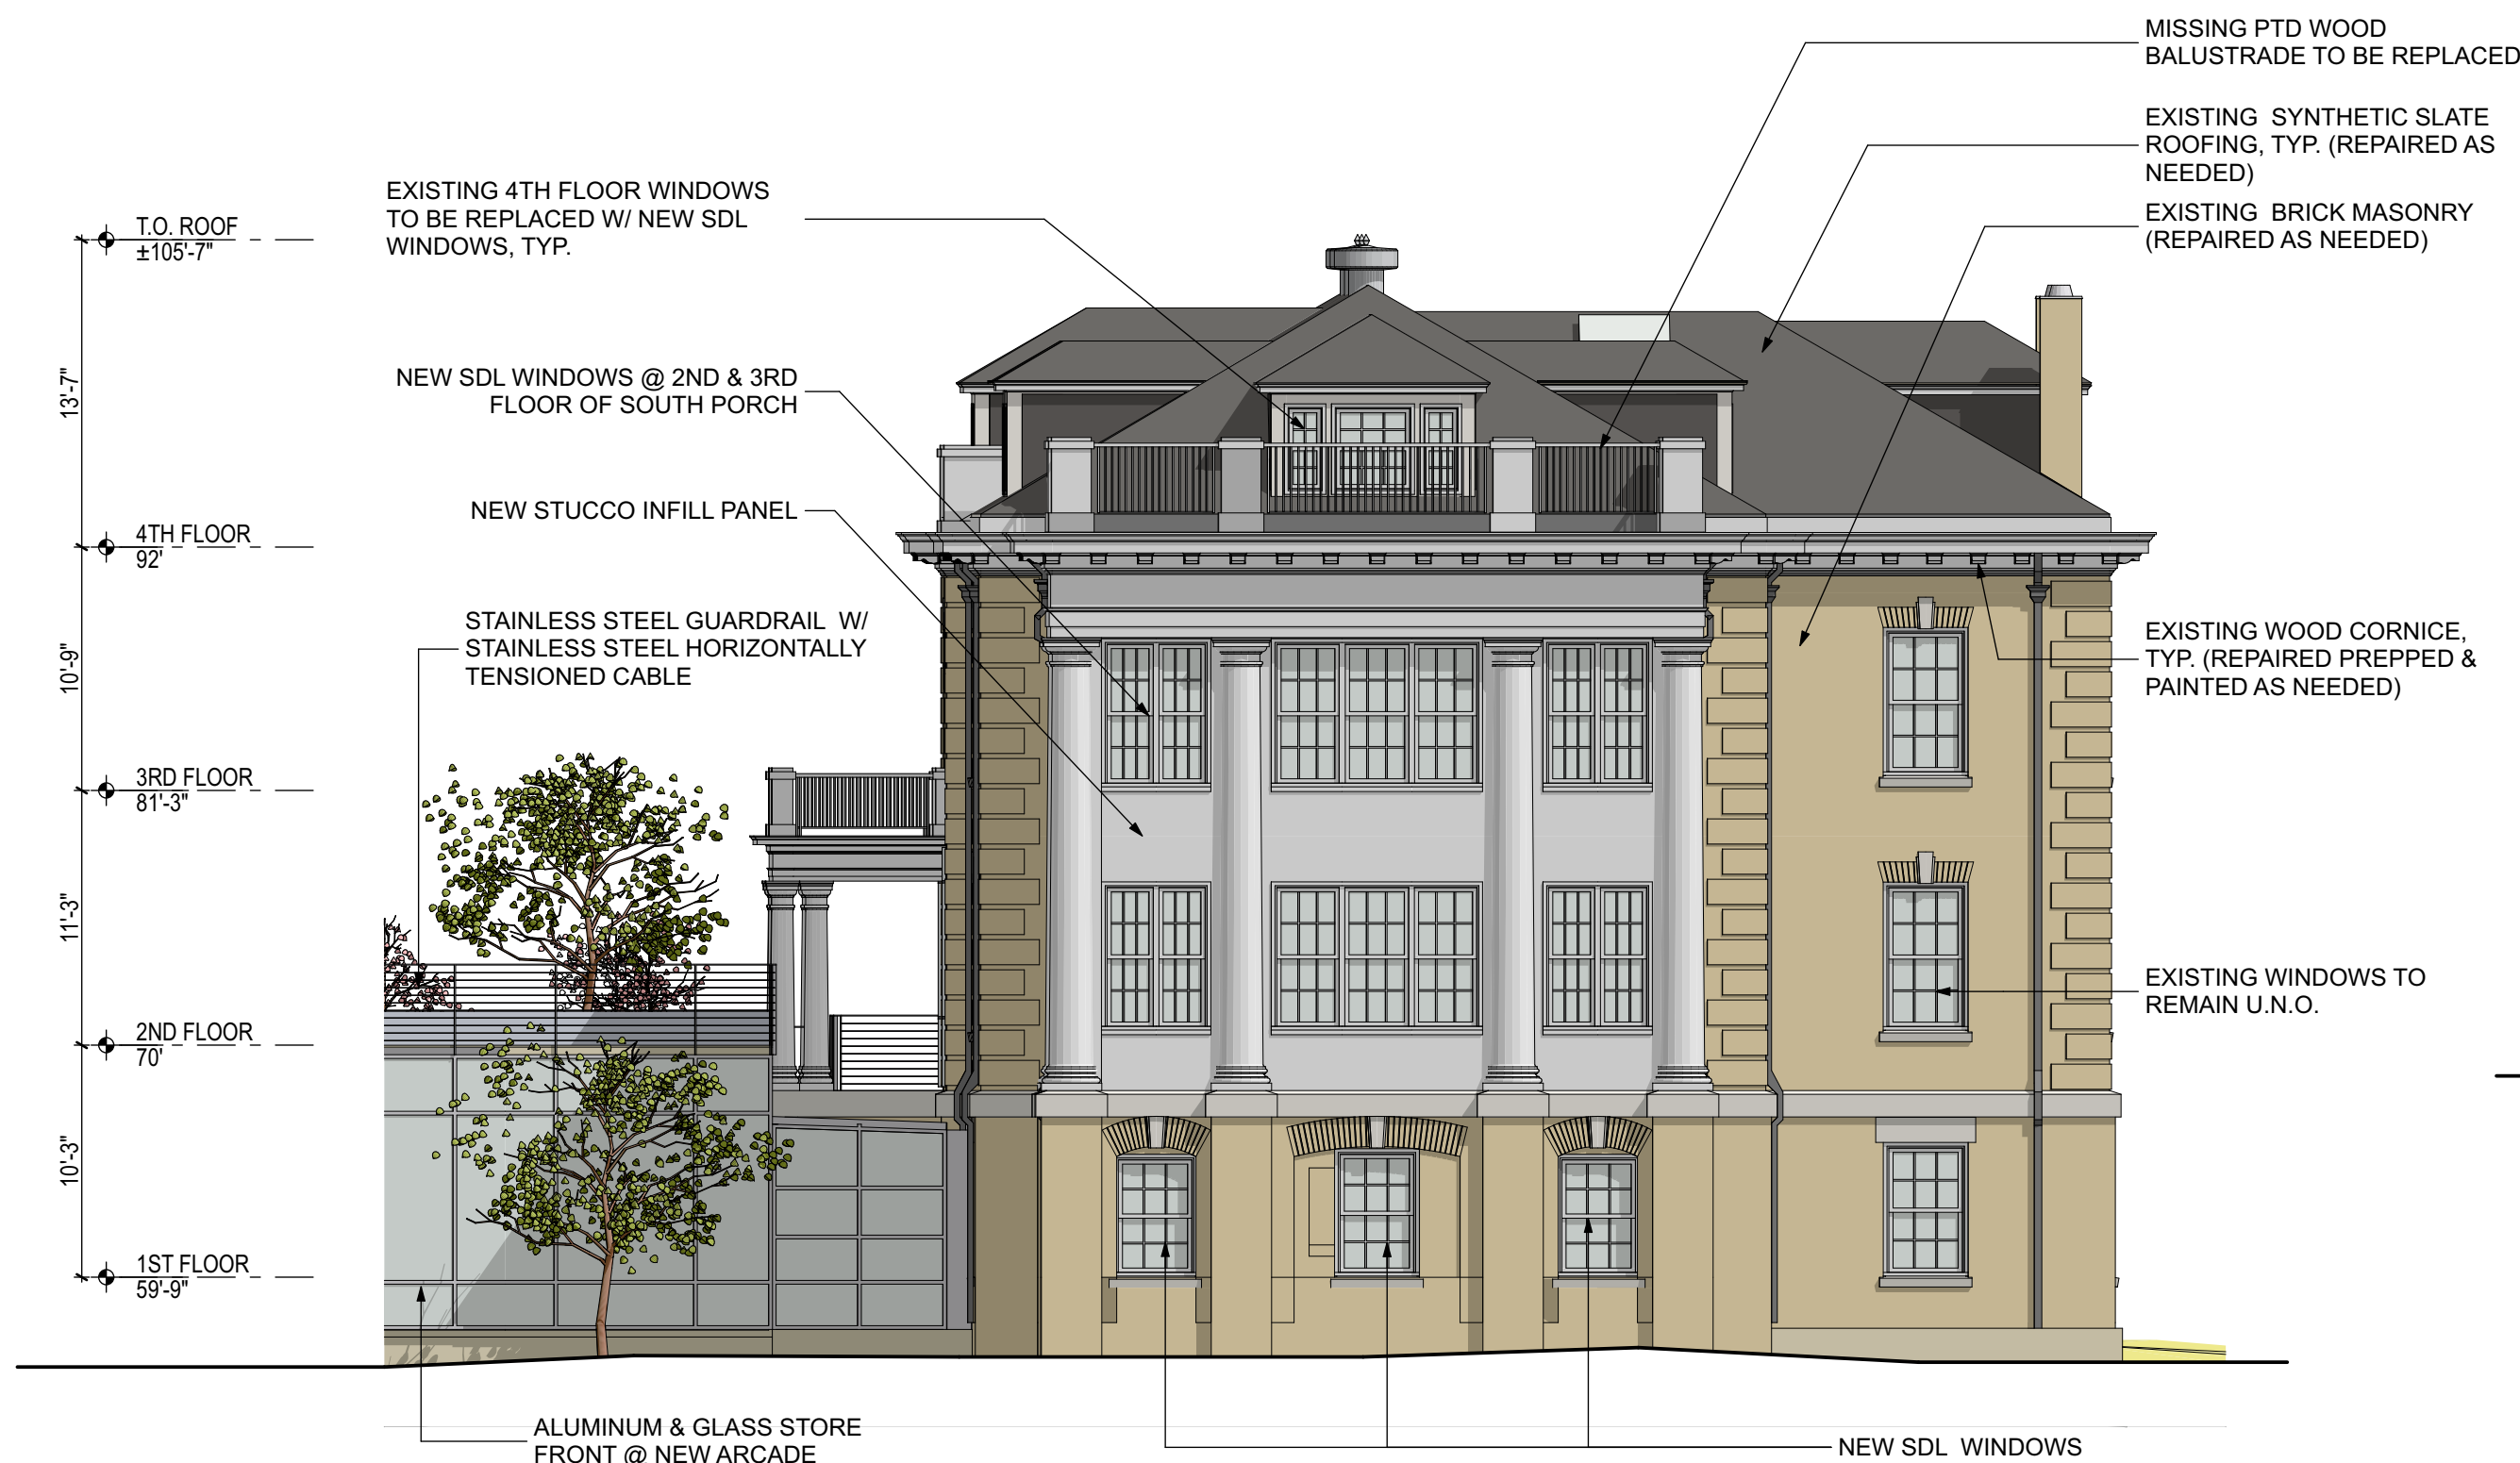 MISSING PTD WOOD
BALUSTRADE TO BE REPLACED
EXISTING  SYNTHETIC SLATE
ROOFING, TYP. (REPAIRED AS
NEEDED)
EXISTING  BRICK MASONRY
(REPAIRED AS NEEDED)
EXISTING 4TH FLOOR WINDOWS
TO BE REPLACED W/ NEW SDL
WINDOWS, TYP.
T.O. ROOF
±105'-7"
13'-7"
NEW SDL WINDOWS @ 2ND & 3RD
FLOOR OF SOUTH PORCH
NEW STUCCO INFILL PANEL
4TH FLOOR
92'
STAINLESS STEEL GUARDRAIL  W/
STAINLESS STEEL HORIZONTALLY
TENSIONED CABLE
EXISTING WOOD CORNICE,
TYP. (REPAIRED PREPPED &
PAINTED AS NEEDED)
10'-9"
3RD FLOOR
81'-3"
11'-3"
EXISTING WINDOWS TO
REMAIN U.N.O.
2ND FLOOR
70'
10'-3"
1ST FLOOR
59'-9"
ALUMINUM & GLASS STORE
FRONT @ NEW ARCADE
NEW SDL  WINDOWS